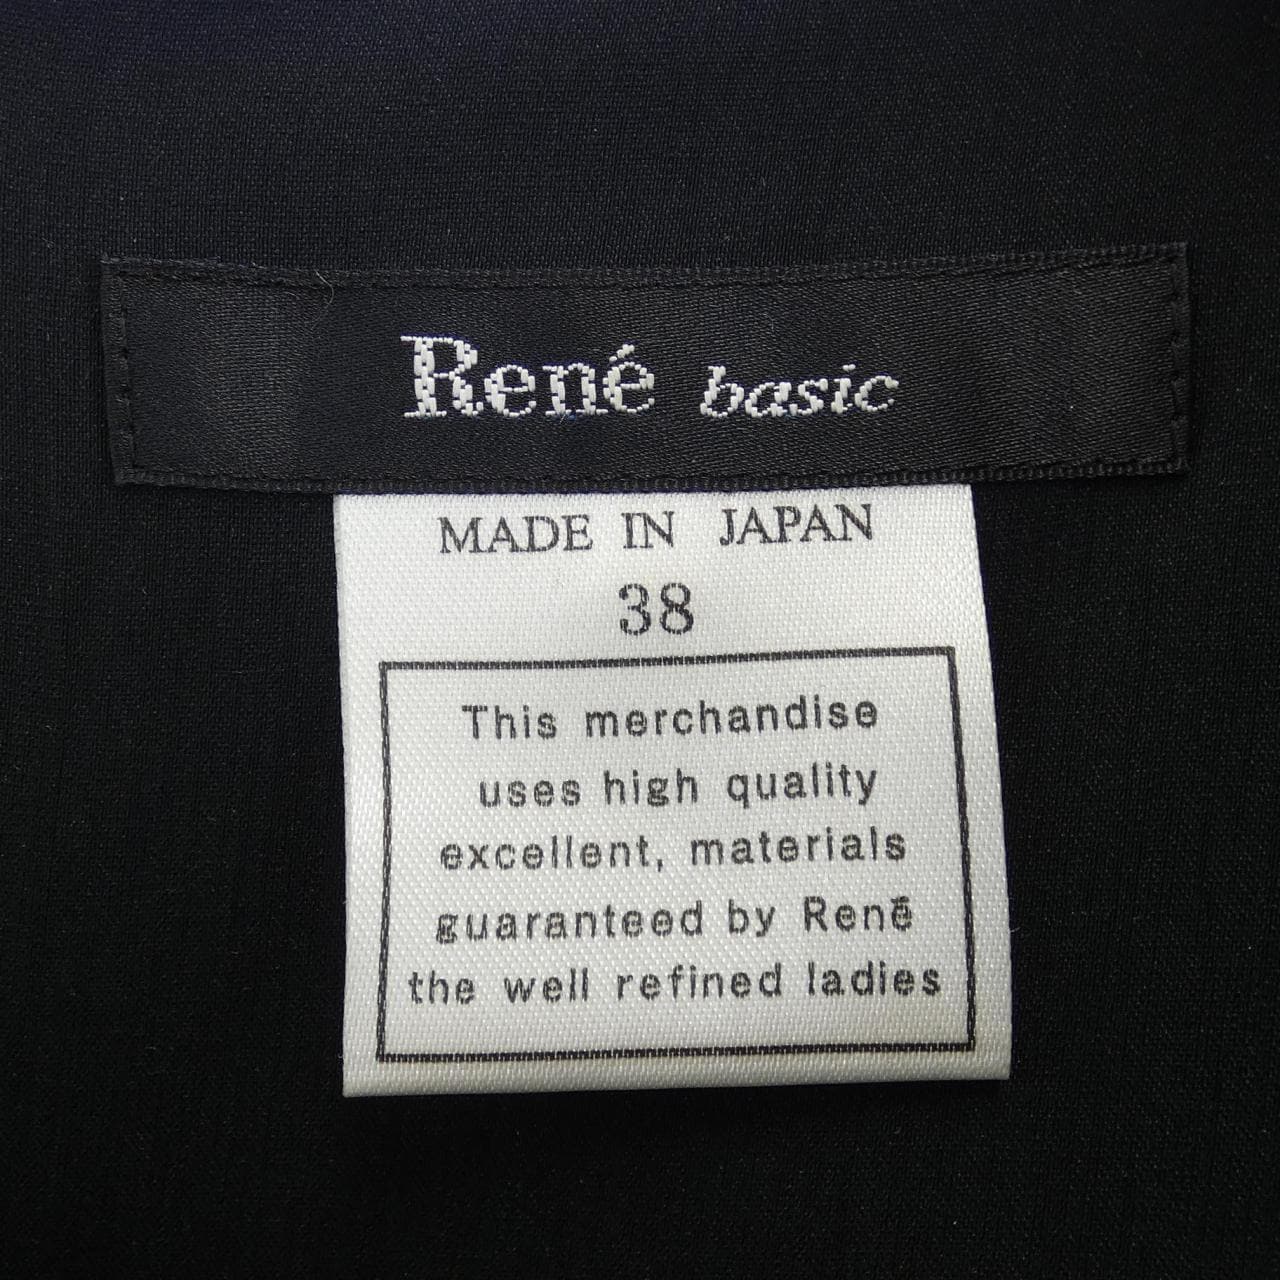 René basic
MADE IN JAPAN
38
This merchandise
uses high quality
excellent, materials
guaranteed by René
the well refined ladies